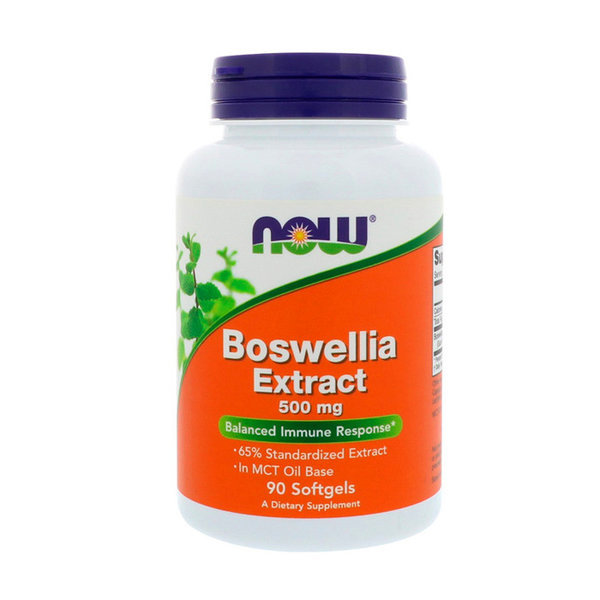 NOW®
Boswellia
Extract
500 mg
Balanced Immune Response*
•65% Standardized Extract
•In MCT Oil Base
90 Softgels
A Dietary Supplement